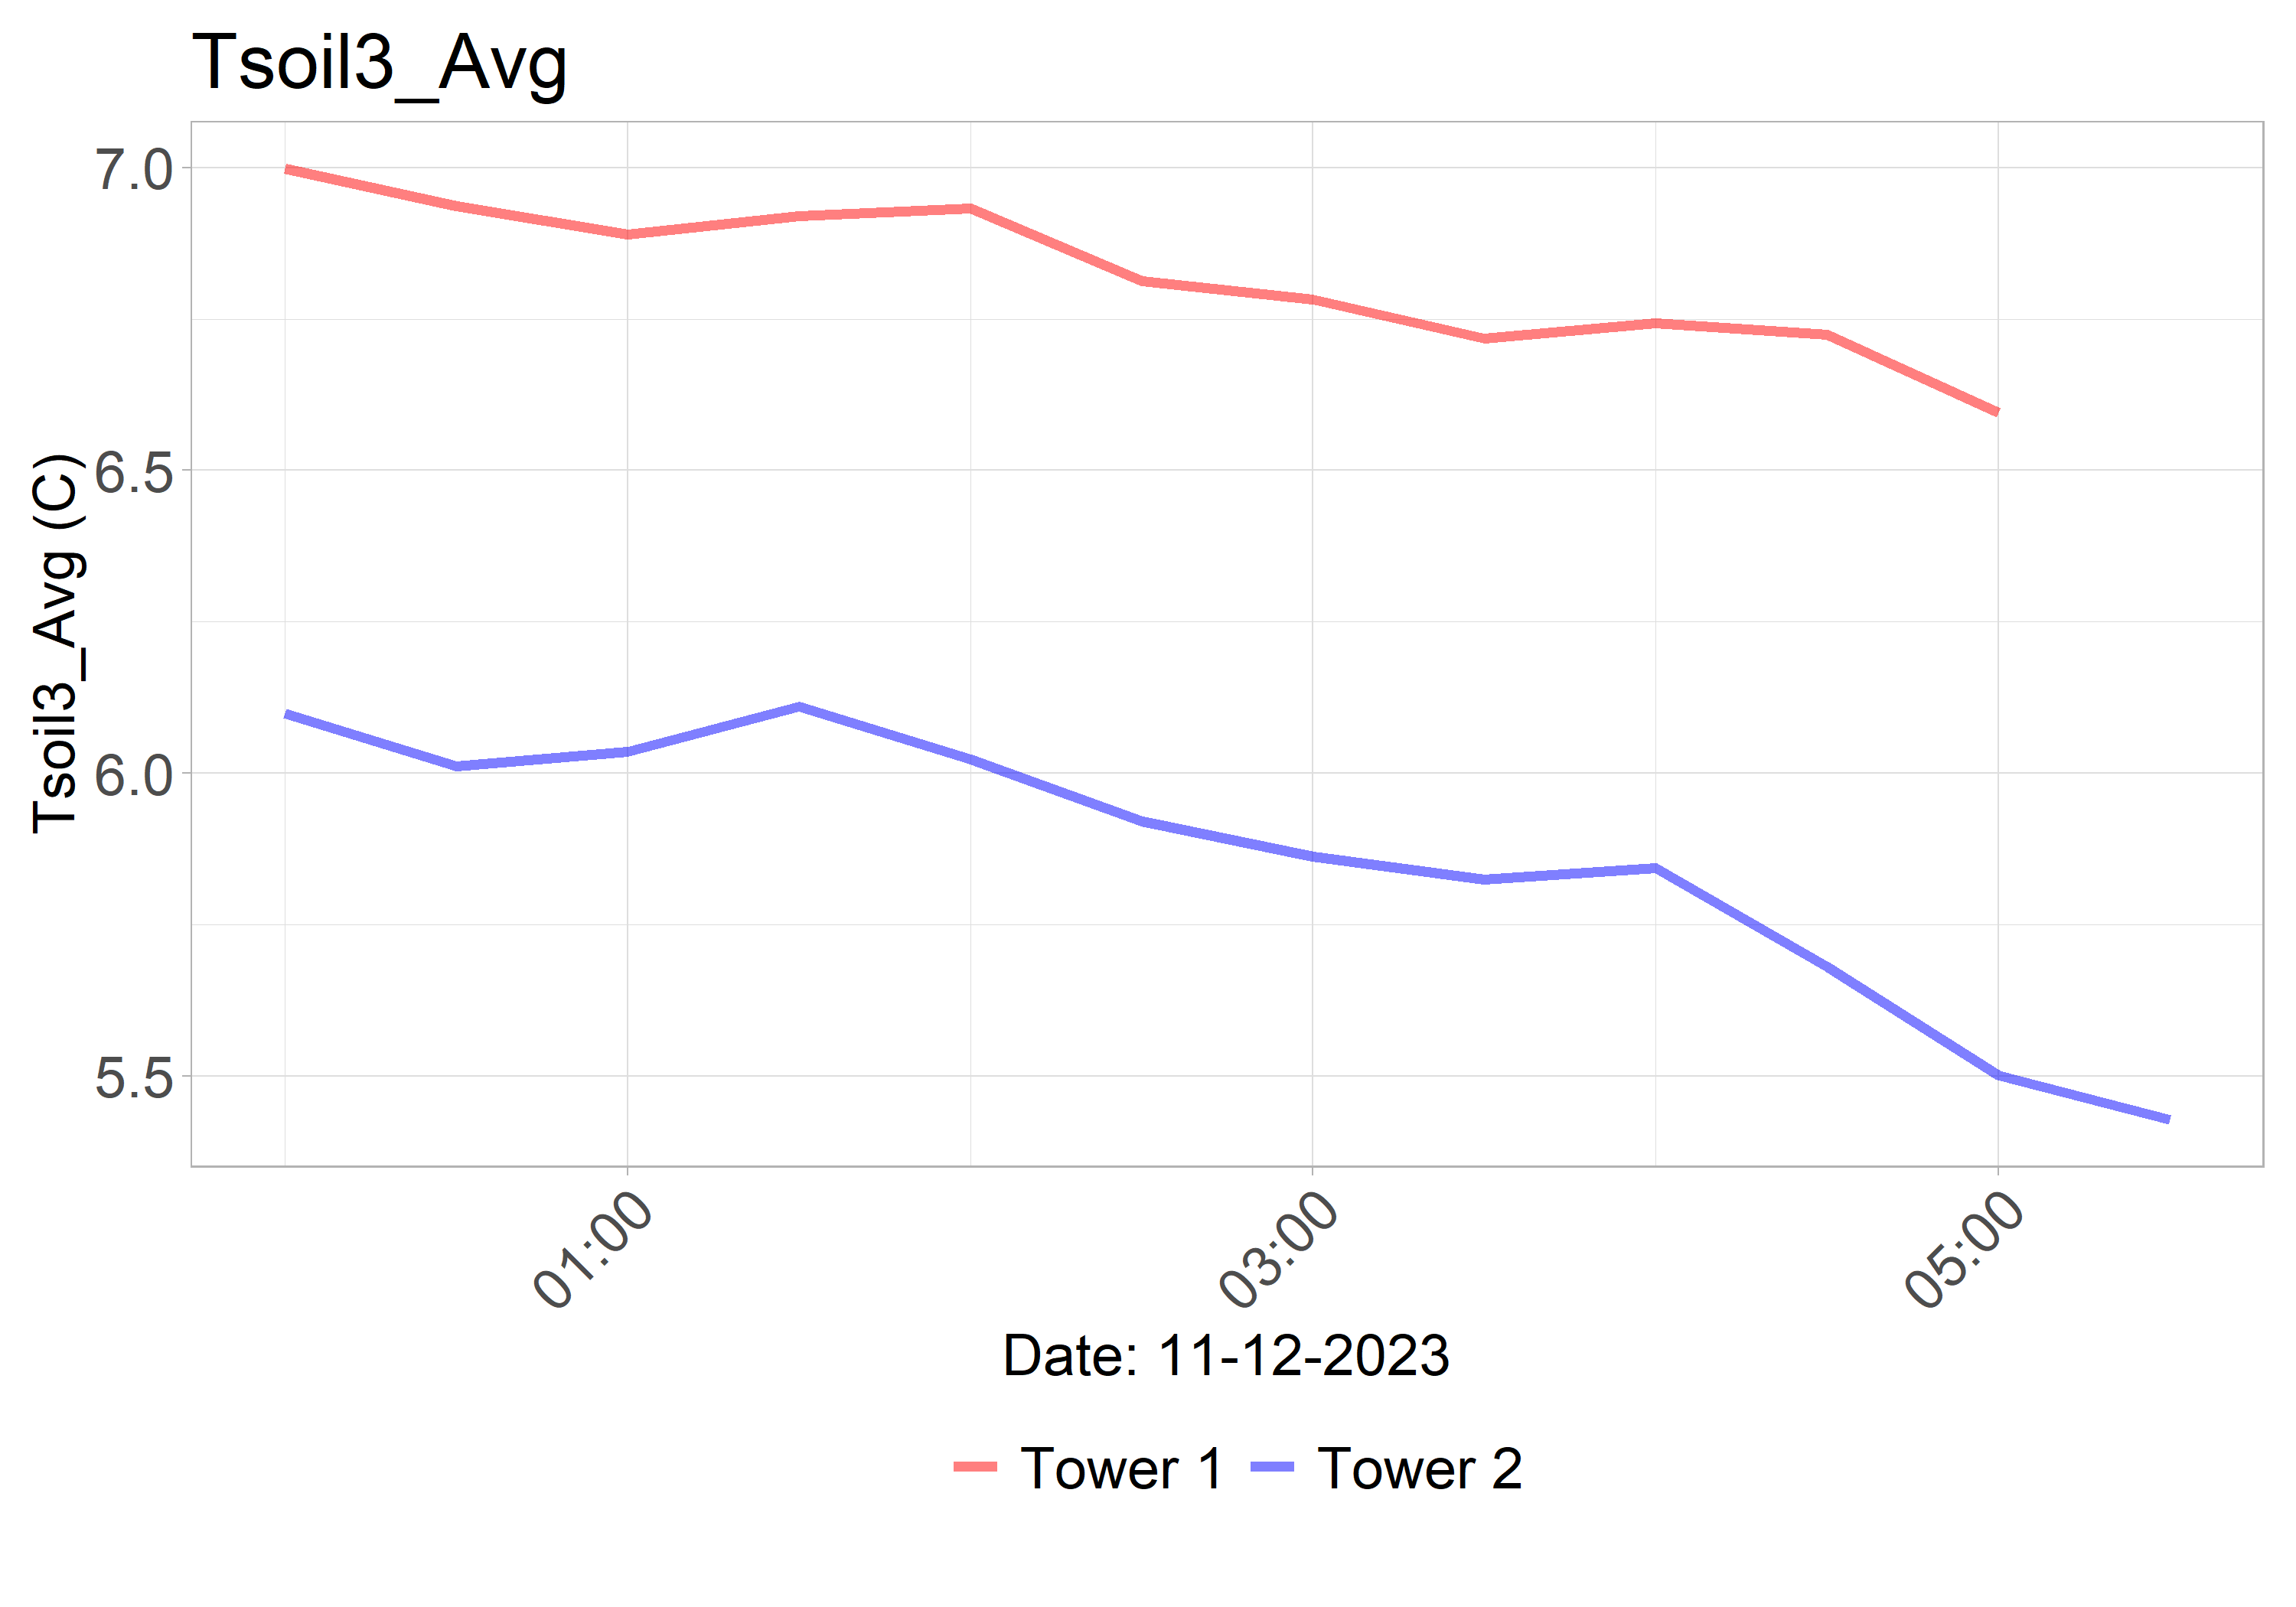 Tsoil3_Avg
Tsoil3_Avg (C)
7.0
6.5
6.0
5.5
01:00
03:00
05:00
Date: 11-12-2023
Tower 1
Tower 2